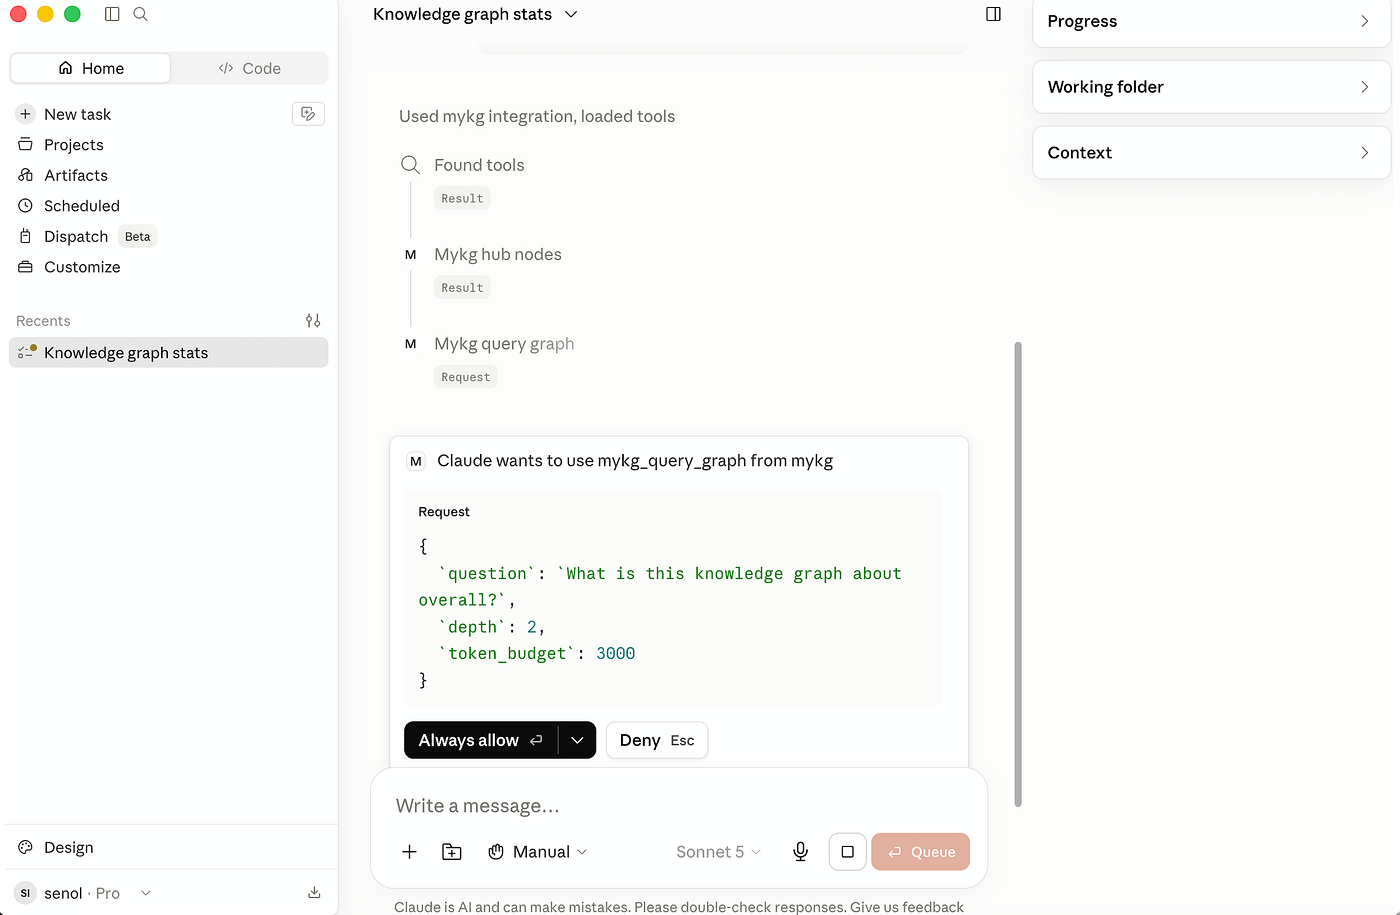 Home
Code
New task
Projects
Artifacts
Scheduled
Dispatch Beta
Customize
Recents
Knowledge graph stats
Design
SI senol · Pro
Knowledge graph stats
Used mykg integration, loaded tools
Found tools
Result
M Mykg hub nodes
Result
M Mykg query graph
Request
M Claude wants to use mykg_query_graph from mykg
Request
{
`question`: `What is this knowledge graph about
overall?`,
`depth`: 2,
`token_budget`: 3000
}
Always allow
Deny Esc
Write a message...
Manual
Sonnet 5
Queue
Claude is AI and can make mistakes. Please double-check responses. Give us feedback
Progress
Working folder
Context